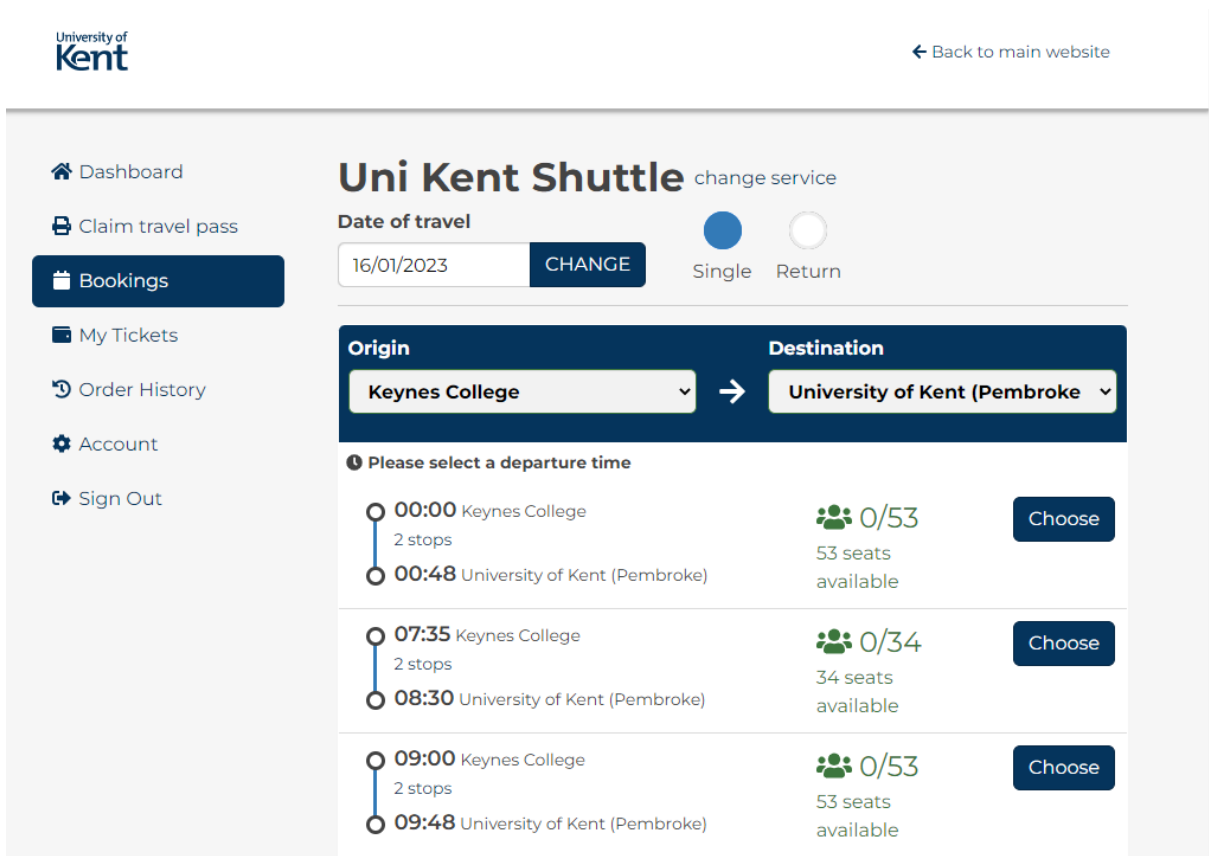 University of
Kent
Back to main website
Dashboard
Claim travel pass
Bookings
My Tickets
Order History
Account
Sign Out
Uni Kent Shuttle change service
Date of travel
16/01/2023 CHANGE
Single Return
Origin Destination
Keynes College University of Kent (Pembroke
Please select a departure time
00:00 Keynes College
2 stops
00:48 University of Kent (Pembroke)
0/53
53 seats
available
Choose
07:35 Keynes College
2 stops
08:30 University of Kent (Pembroke)
0/34
34 seats
available
Choose
09:00 Keynes College
2 stops
09:48 University of Kent (Pembroke)
0/53
53 seats
available
Choose